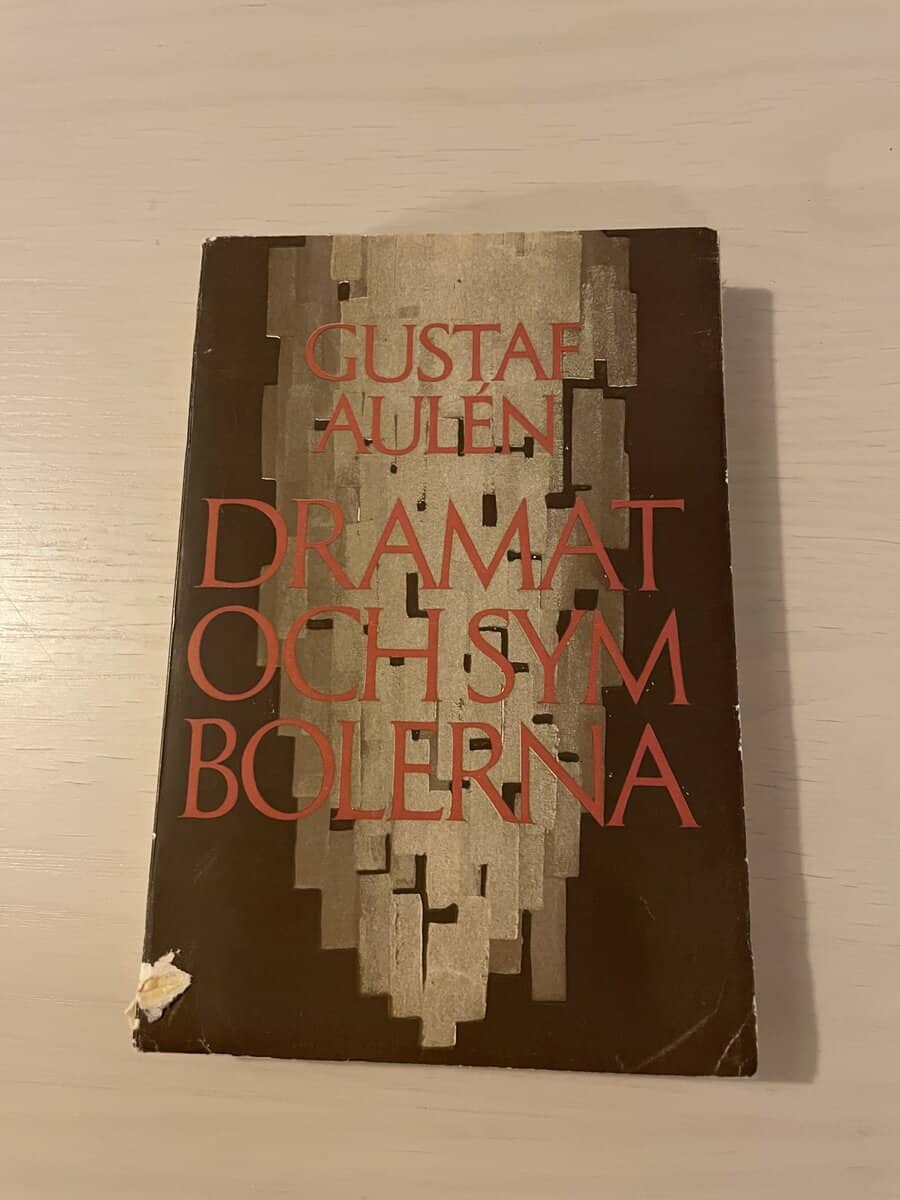 GUSTAF
AULÉN
DRAMAT
OCH SYM
BOLERNA